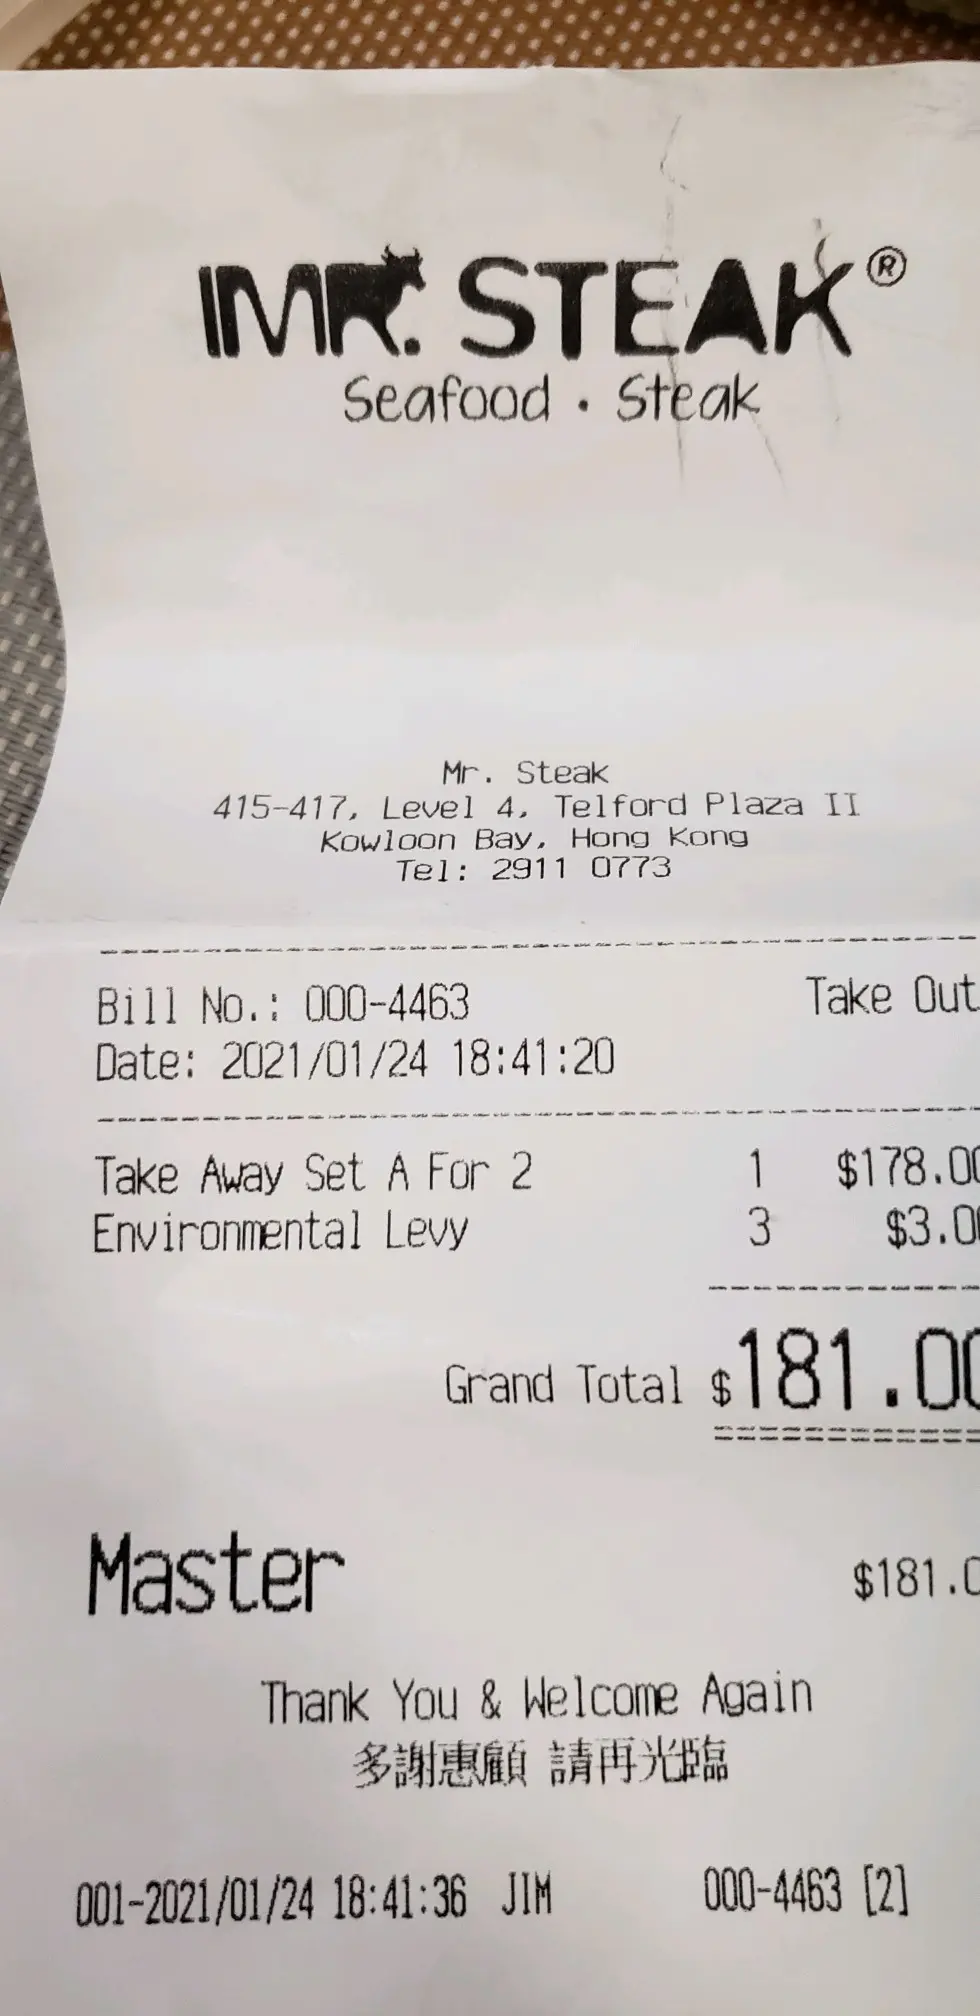 MR. STEAK®
Seafood · Steak
Mr. Steak
415-417, Level 4, Telford Plaza II
Kowloon Bay, Hong Kong
Tel: 2911 0773
Bill No.: 000-4463 Take Out
Date: 2021/01/24 18:41:20
Take Away Set A For 2 1 $178.00
Environmental Levy 3 $3.00
Grand Total $181.00
Master $181.0
Thank You & Welcome Again
多謝惠顧 請再光臨
001-2021/01/24 18:41:36 JIM 000-4463 [2]